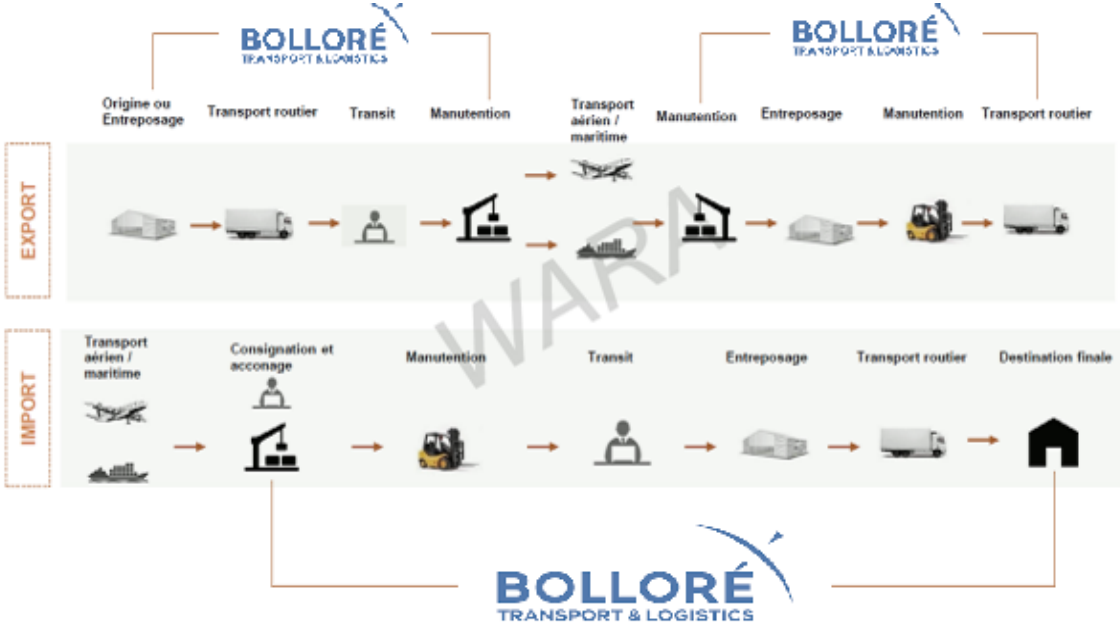 BOLLORÉ
TRANSPORT & LOGISTICS
BOLLORÉ
TRANSPORT & LOGISTICS
Origine ou
Entreposage
Transport routier
Transit
Manutention
Transport
aérien /
maritime
Manutention
Entreposage
Manutention
Transport routier
EXPORT
WARA
IMPORT
Transport
aérien /
maritime
Consignation et
acconage
Manutention
Transit
Entreposage
Transport routier
Destination finale
BOLLORÉ
TRANSPORT & LOGISTICS